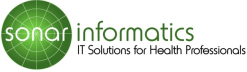 sonar informatics
IT Solutions for Health Professionals